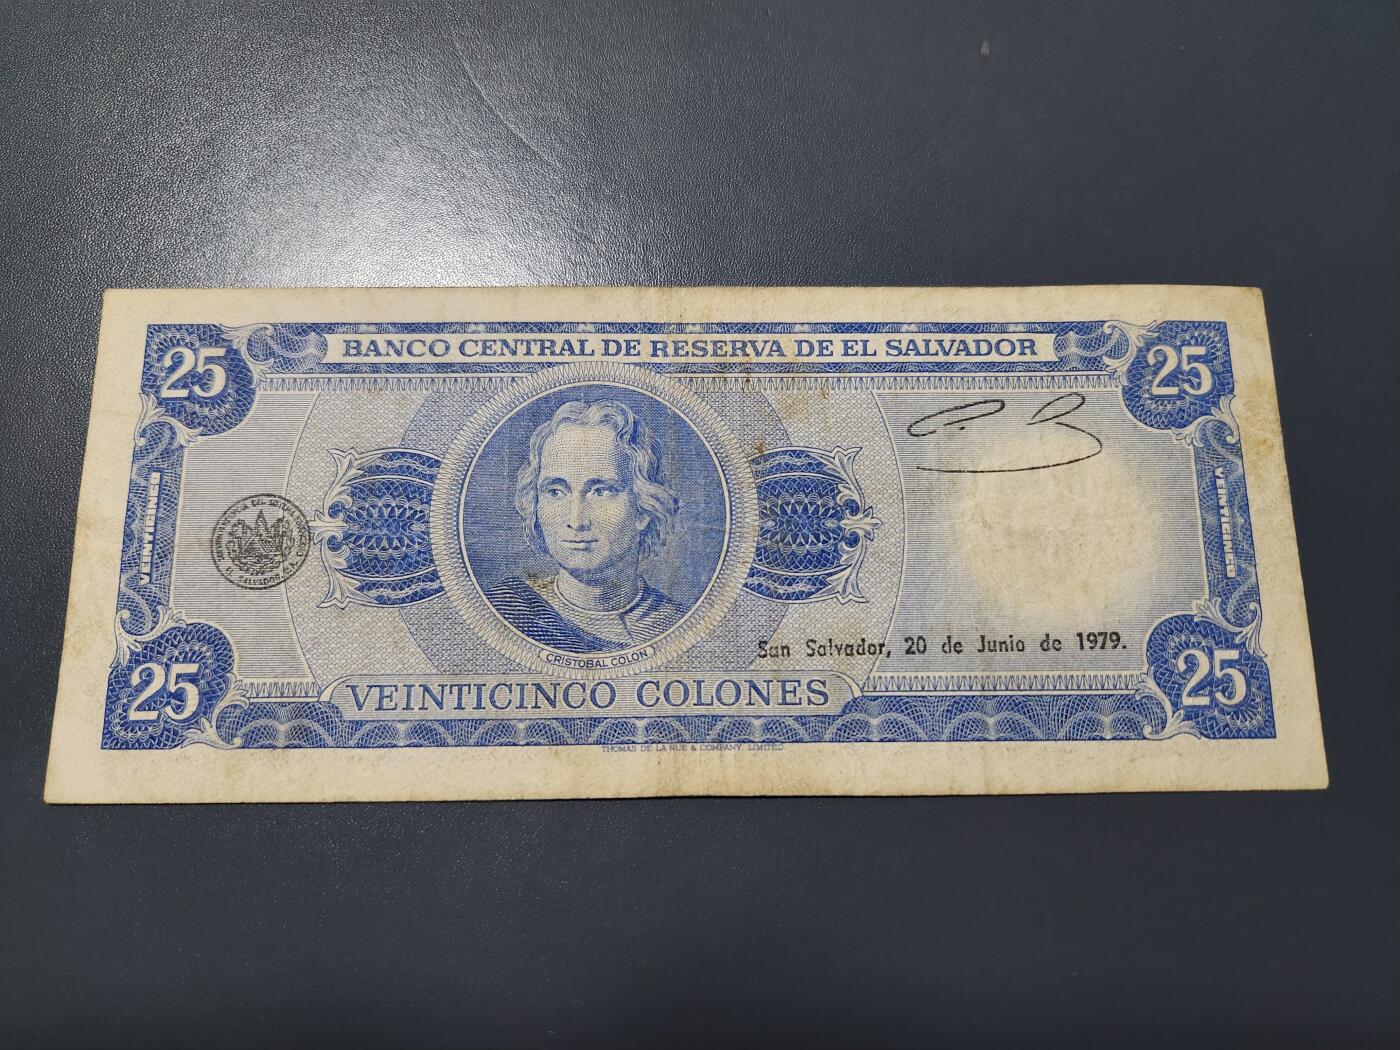 BANCO CENTRAL DE RESERVA DE EL SALVADOR
25
25
VEINTICINCO
VEINTICINCO
San Salvador, 20 de Junio de 1979.
CRISTOBAL COLON
25
VEINTICINCO COLONES
25
THOMAS DE LA RUE & COMPANY, LIMITED